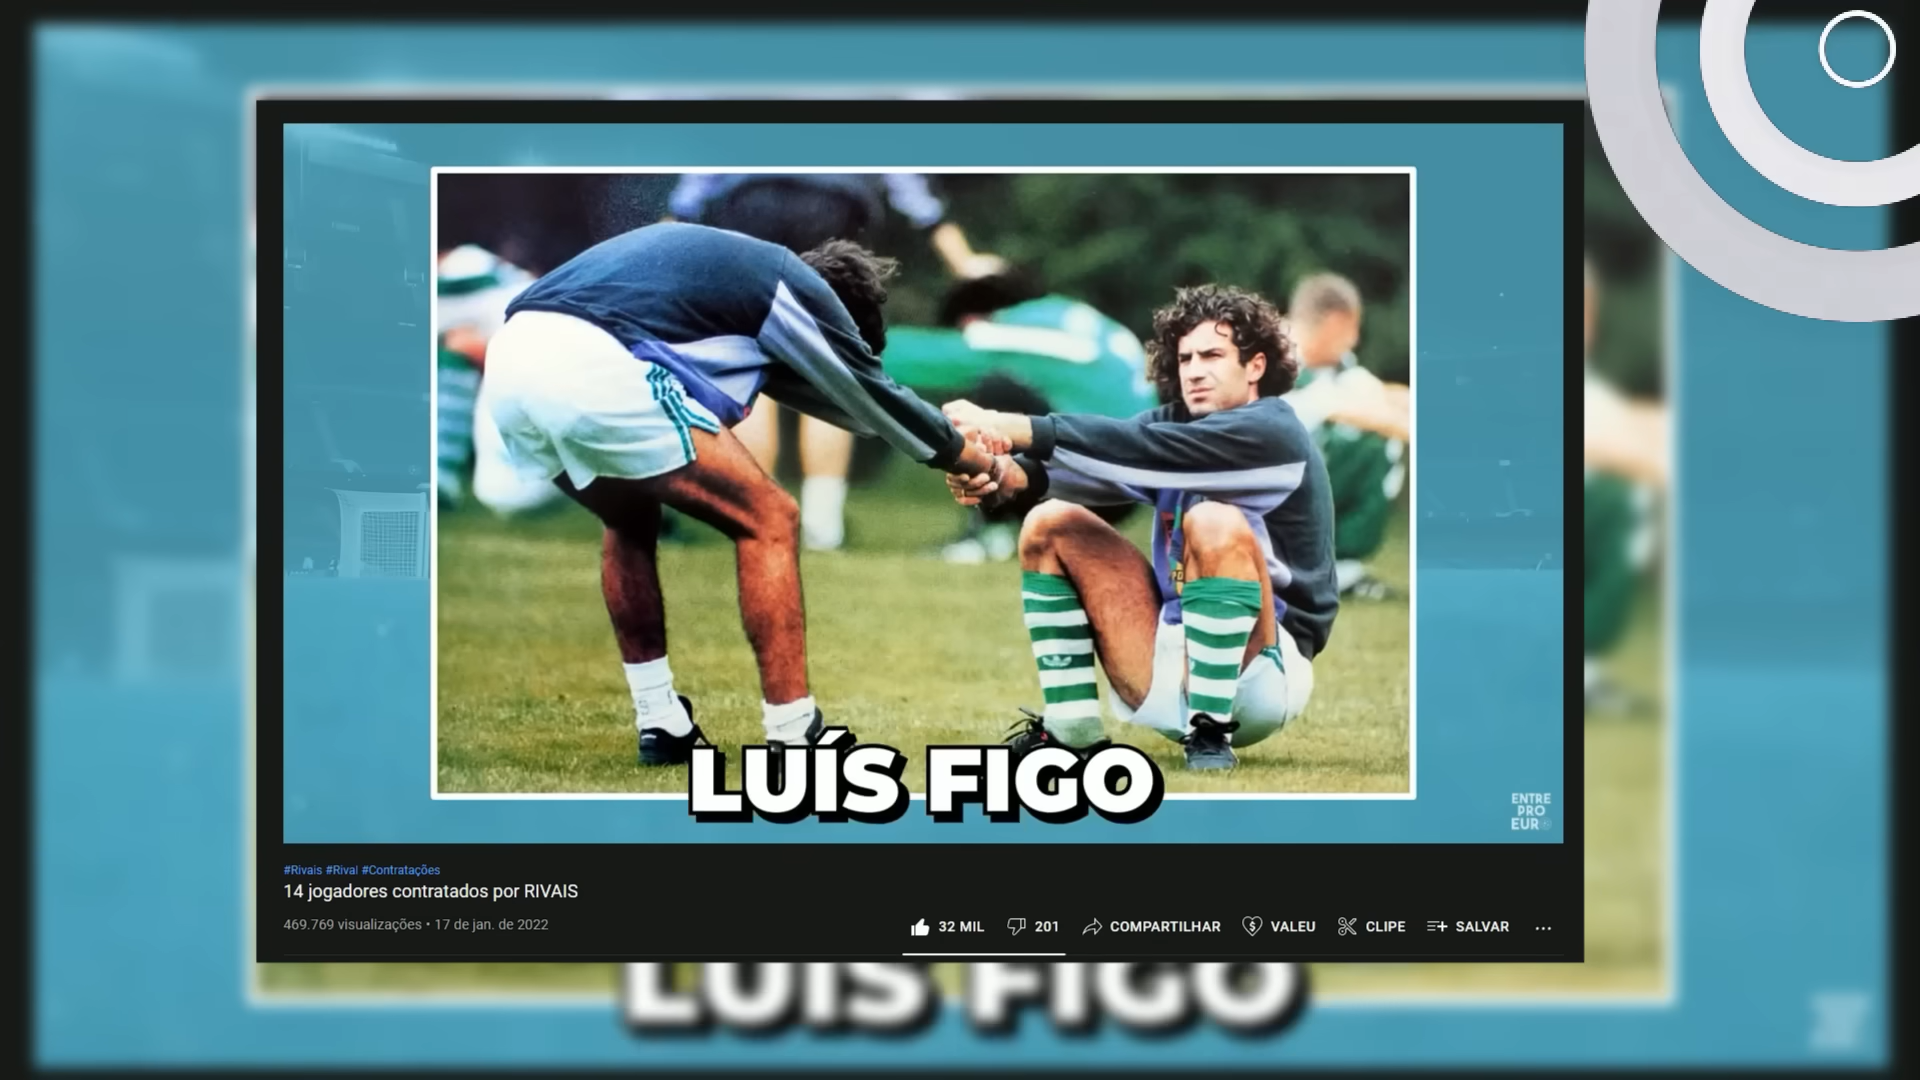 LUÍS FIGO
ENTRE
PRO
EURO
#Rivais #Rival #Contratações
14 jogadores contratados por RIVAIS
469.769 visualizações • 17 de jan. de 2022
32 MIL
201
COMPARTILHAR
VALEU
CLIPE
SALVAR
...
LUÍS FIGO